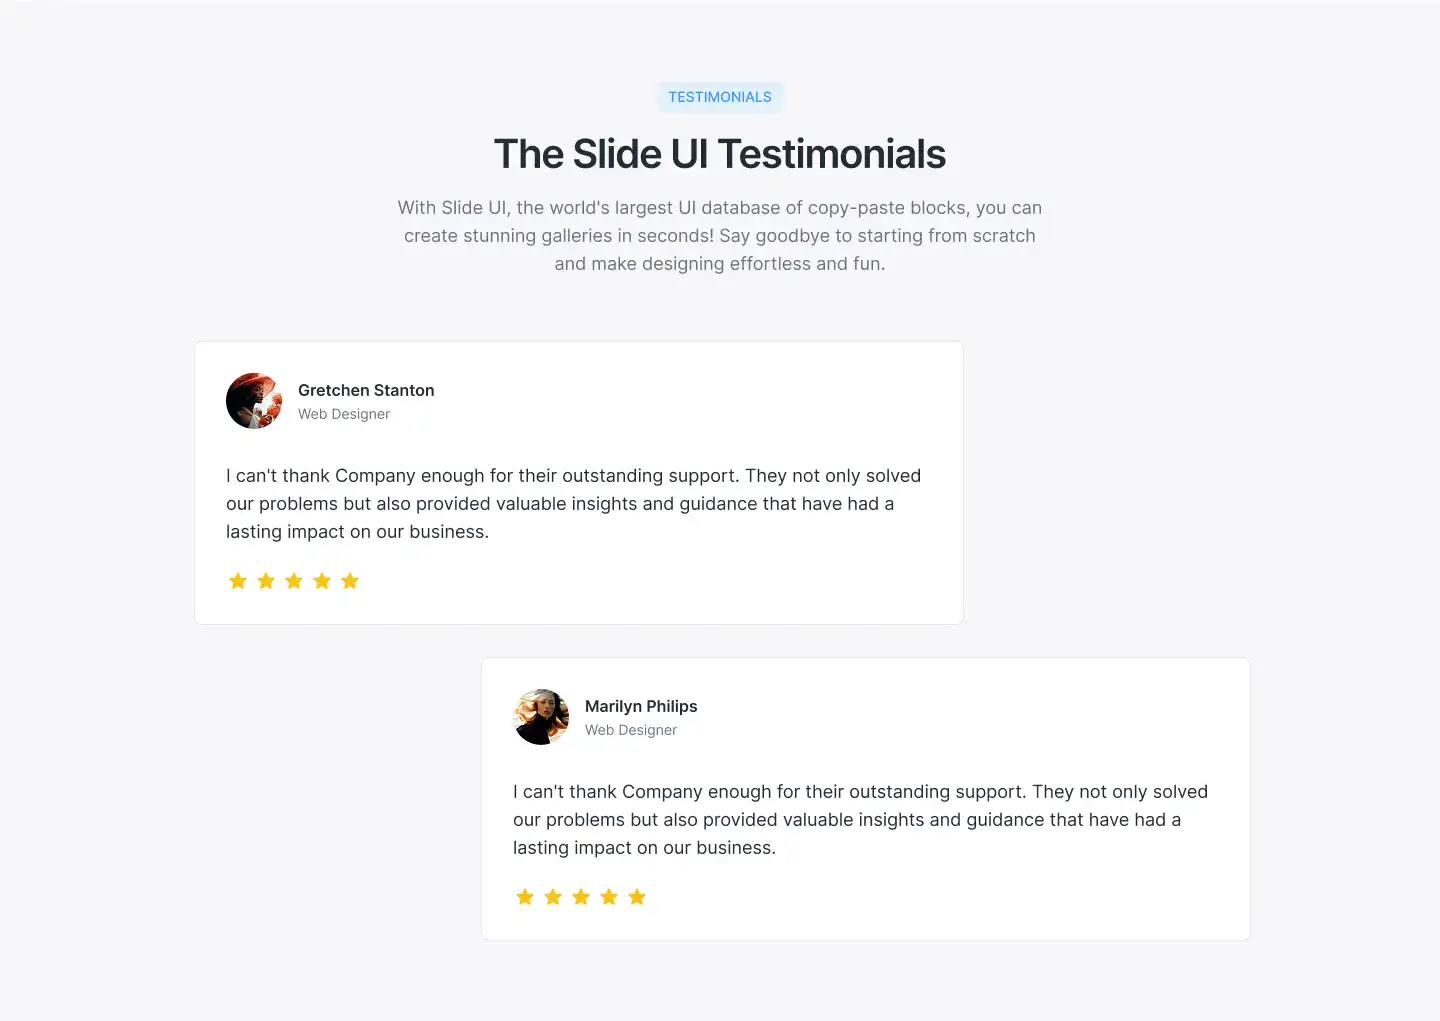 TESTIMONIALS
The Slide UI Testimonials
With Slide UI, the world's largest UI database of copy-paste blocks, you can
create stunning galleries in seconds! Say goodbye to starting from scratch
and make designing effortless and fun.
Gretchen Stanton
Web Designer
I can't thank Company enough for their outstanding support. They not only solved
our problems but also provided valuable insights and guidance that have had a
lasting impact on our business.
Marilyn Philips
Web Designer
I can't thank Company enough for their outstanding support. They not only solved
our problems but also provided valuable insights and guidance that have had a
lasting impact on our business.